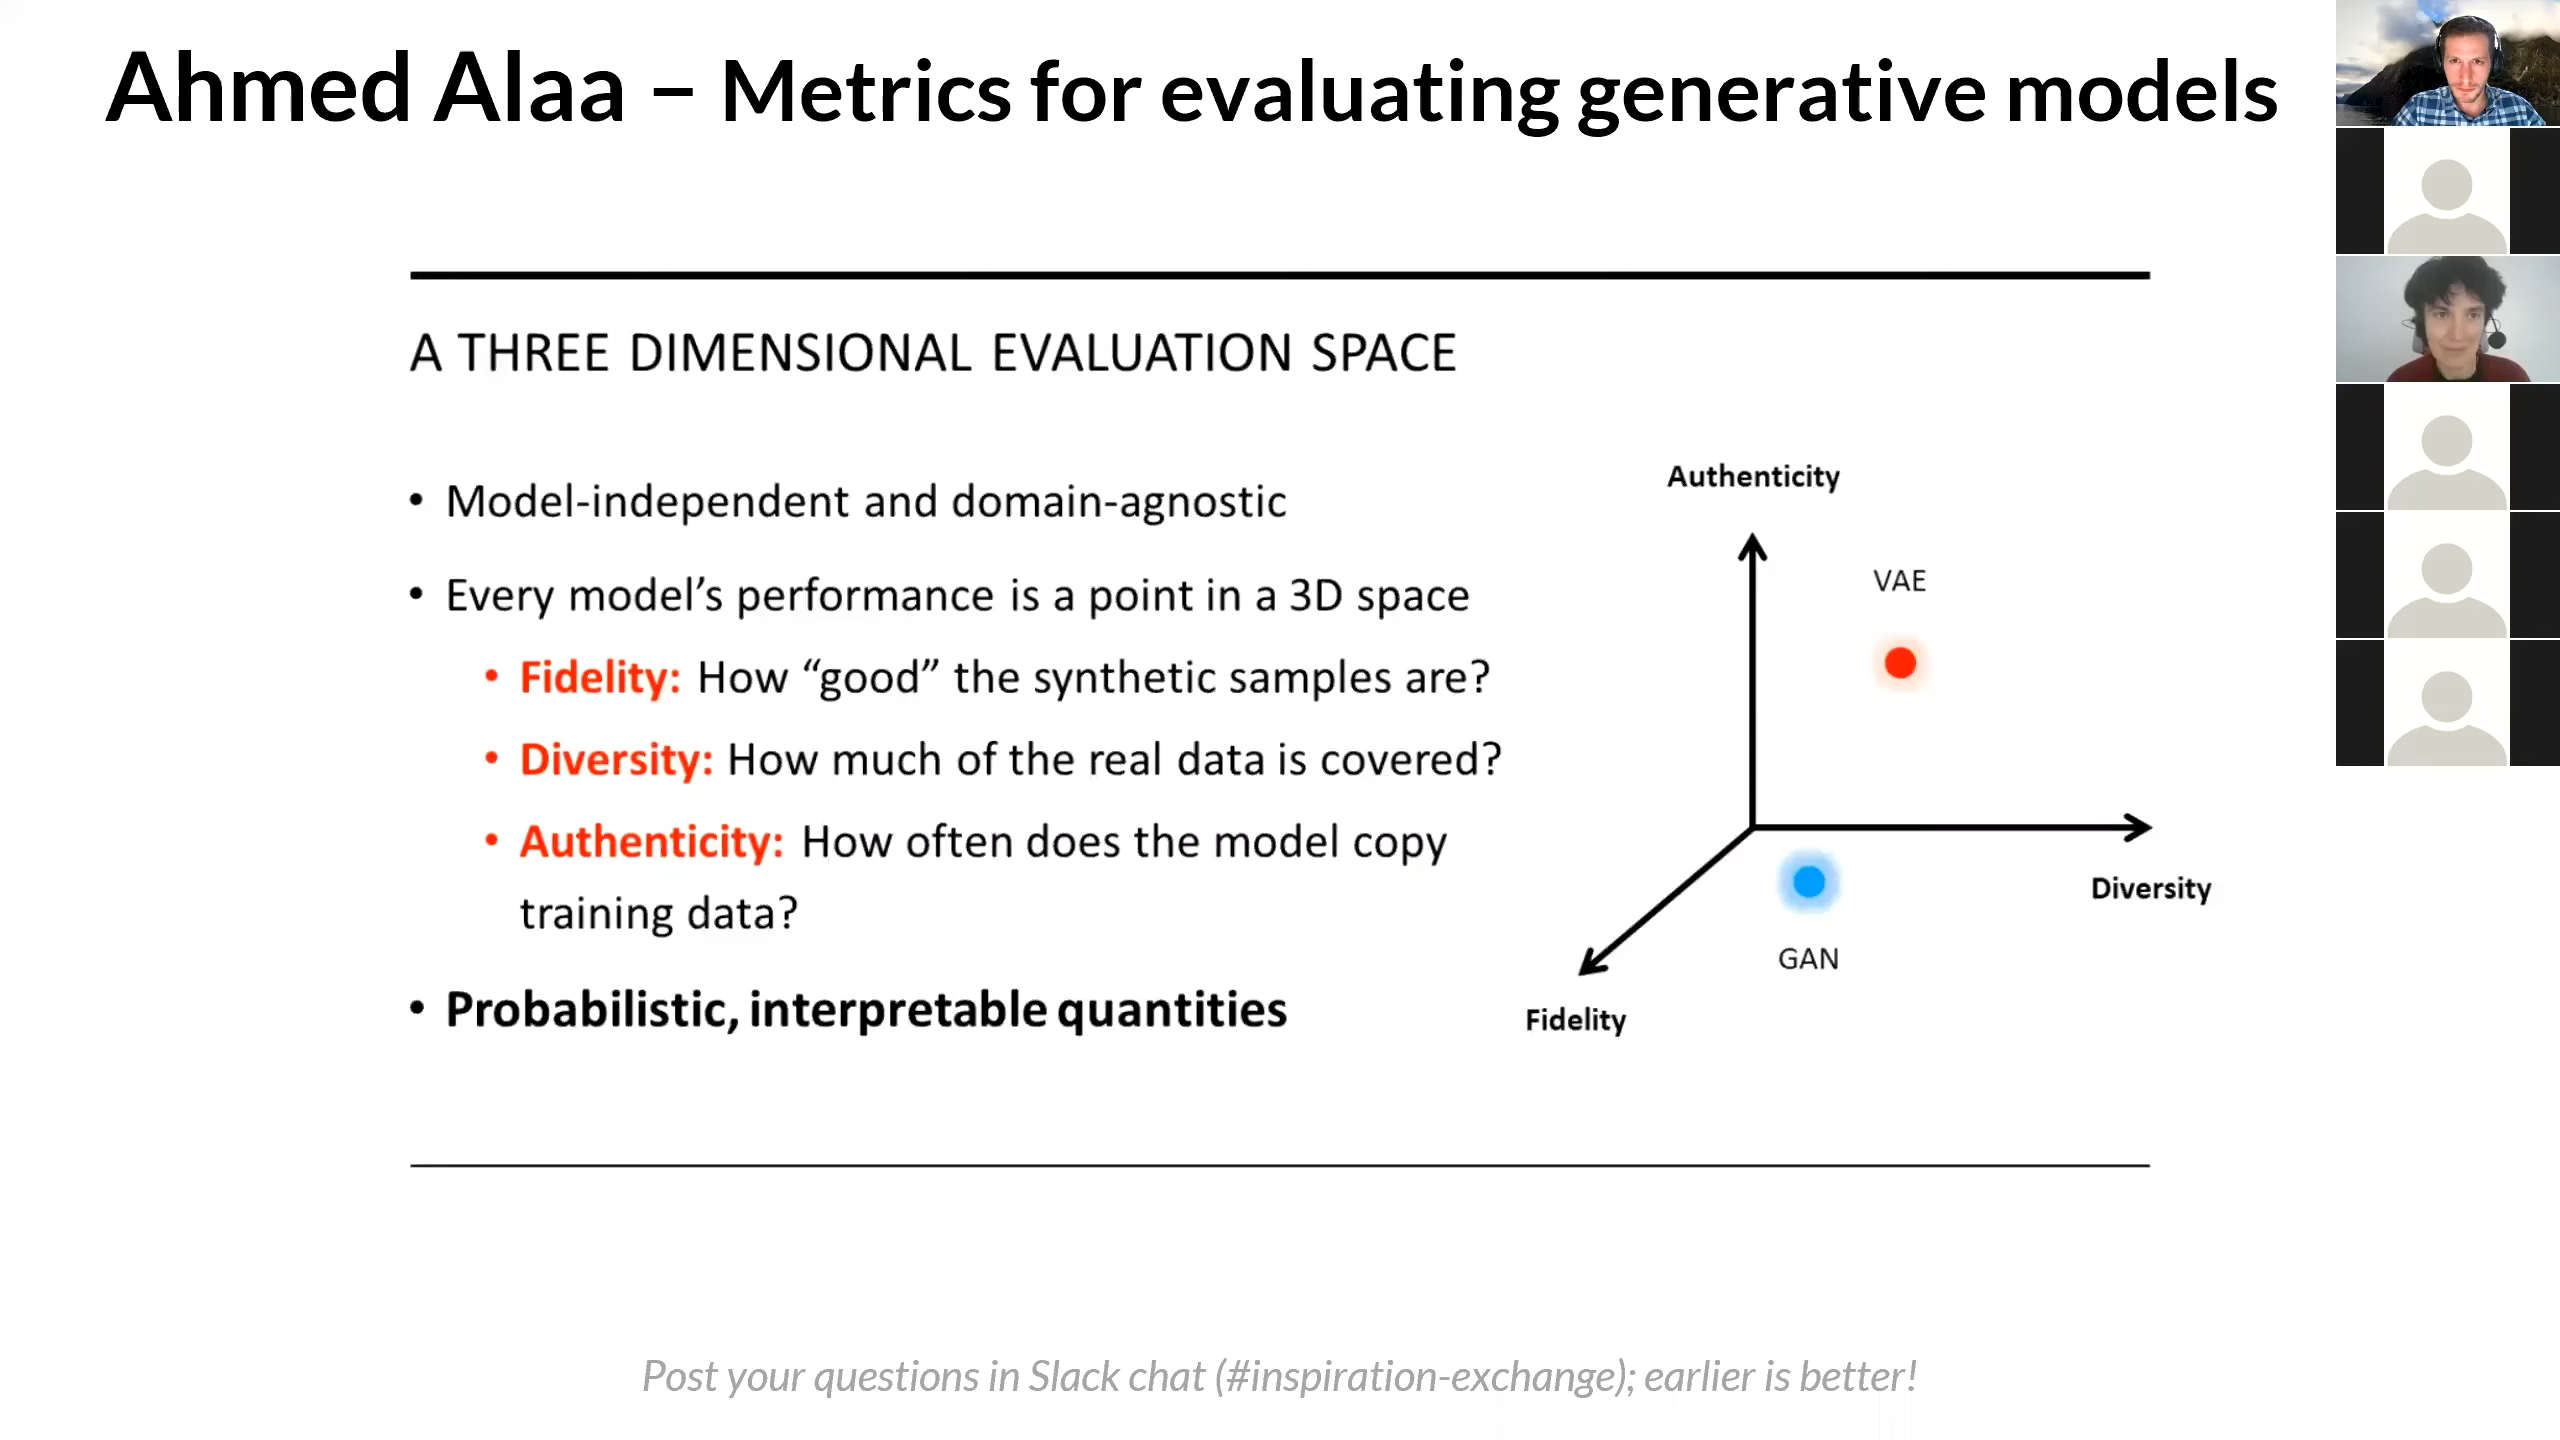 Ahmed Alaa – Metrics for evaluating generative models
A THREE DIMENSIONAL EVALUATION SPACE
• Model-independent and domain-agnostic
• Every model’s performance is a point in a 3D space
• Fidelity: How “good” the synthetic samples are?
• Diversity: How much of the real data is covered?
• Authenticity: How often does the model copy
training data?
• Probabilistic, interpretable quantities
Authenticity
VAE
Diversity
GAN
Fidelity
Post your questions in Slack chat (#inspiration-exchange); earlier is better!